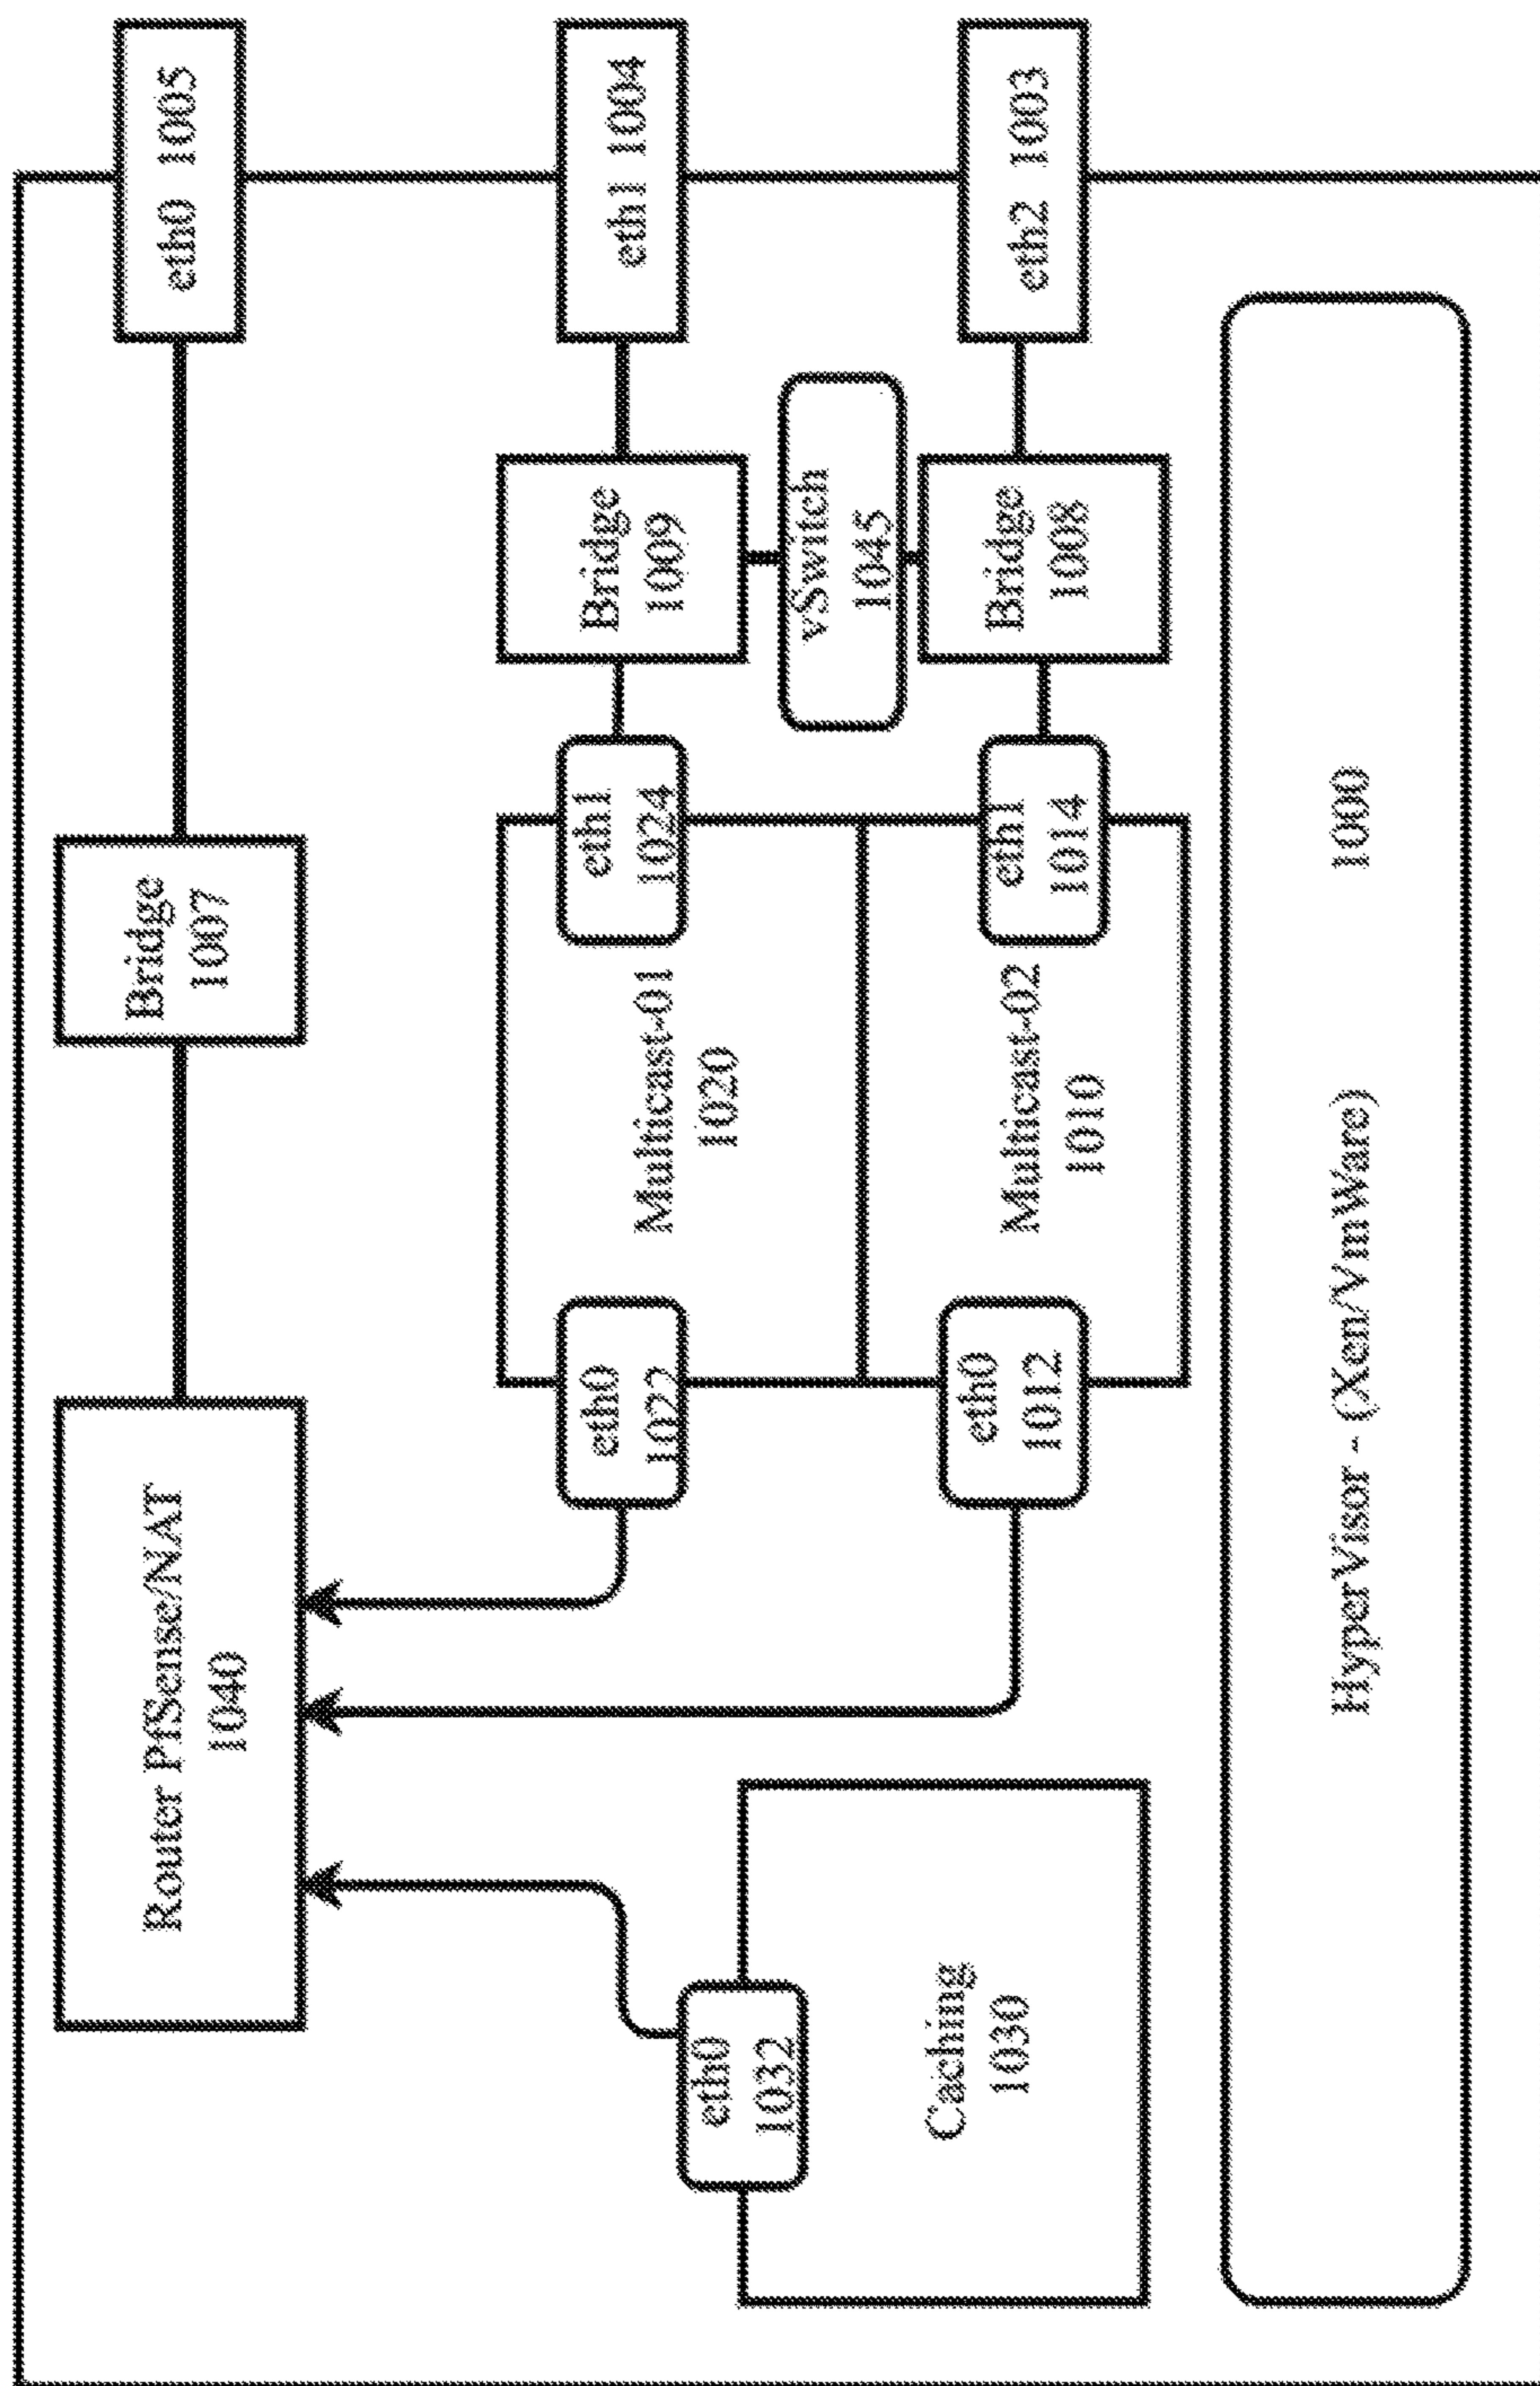 Router PfSense/NAT
1040
Bridge
1007
eth0 1005
eth0
1022
Multicast-01
1020
eth1
1024
Bridge
1009
eth1 1004
eth0
1032
vSwitch
1045
Caching
1030
eth0
1012
Multicast-02
1010
eth1
1014
Bridge
1008
eth2 1003
HyperVisor - (Xen/VmWare) 1000